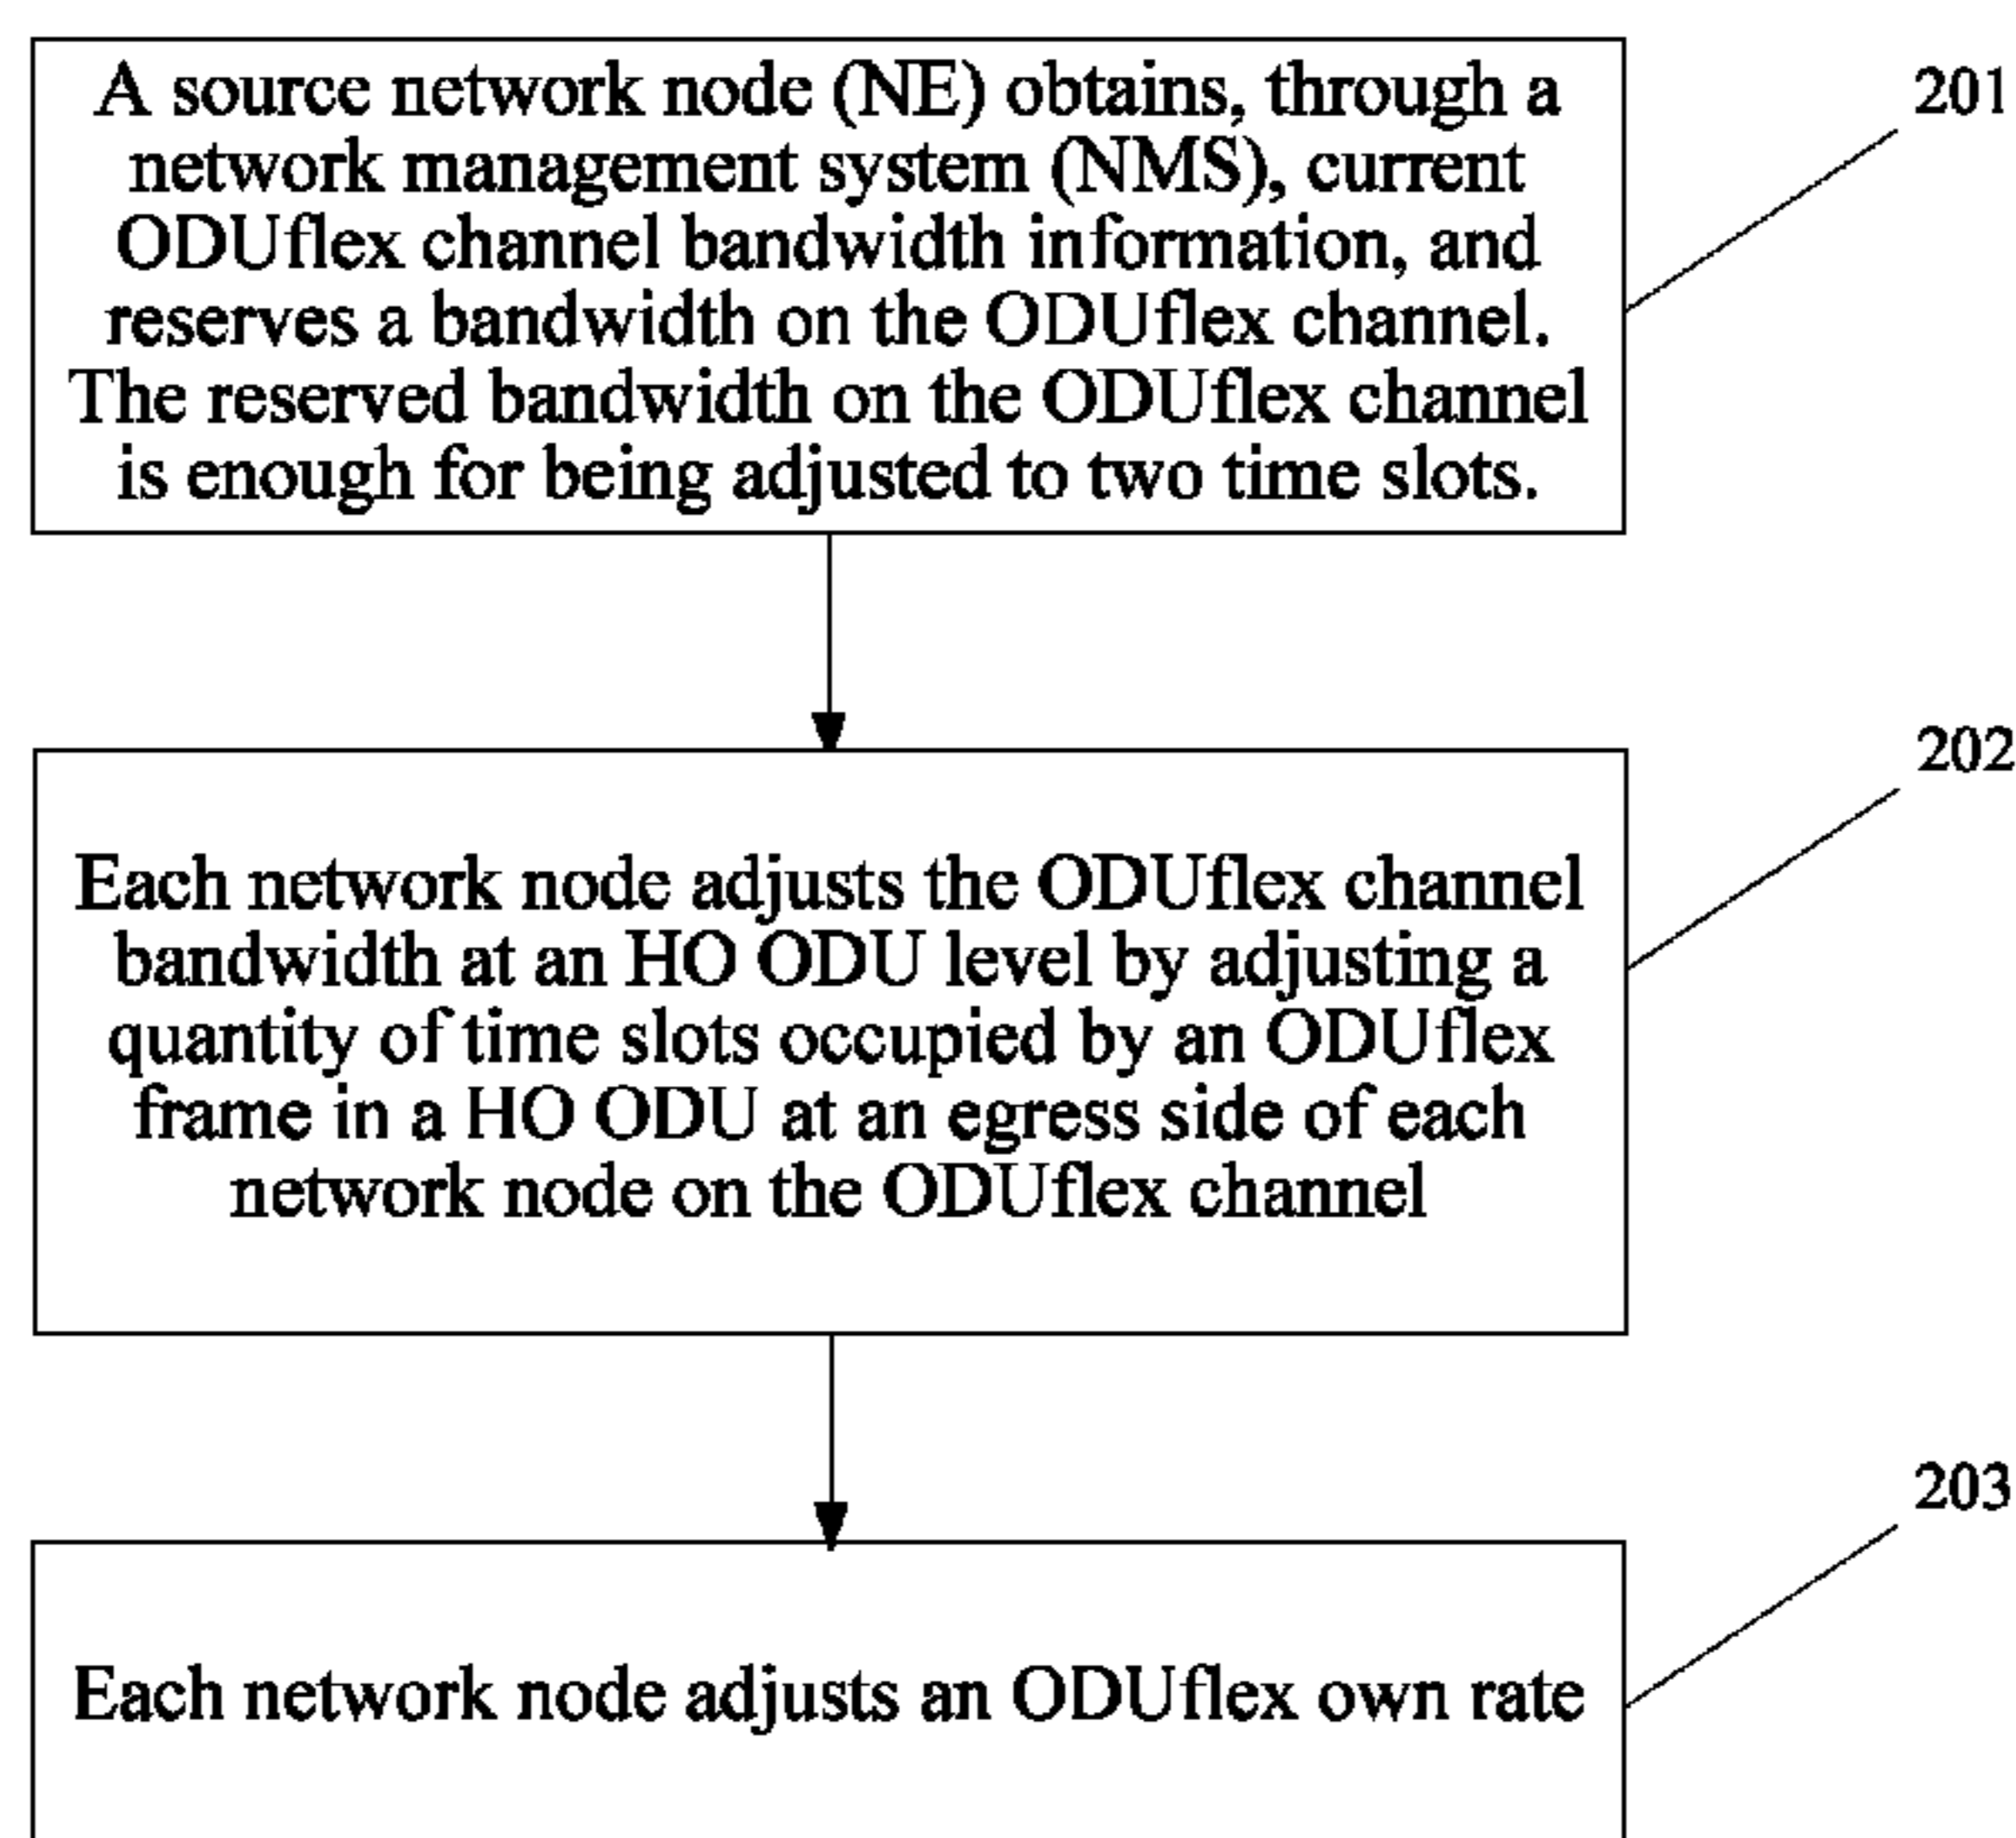 A source network node (NE) obtains, through a
network management system (NMS), current
ODUflex channel bandwidth information, and
reserves a bandwidth on the ODUflex channel.
The reserved bandwidth on the ODUflex channel
is enough for being adjusted to two time slots.
201
Each network node adjusts the ODUflex channel
bandwidth at an HO ODU level by adjusting a
quantity of time slots occupied by an ODUflex
frame in a HO ODU at an egress side of each
network node on the ODUflex channel
202
Each network node adjusts an ODUflex own rate
203